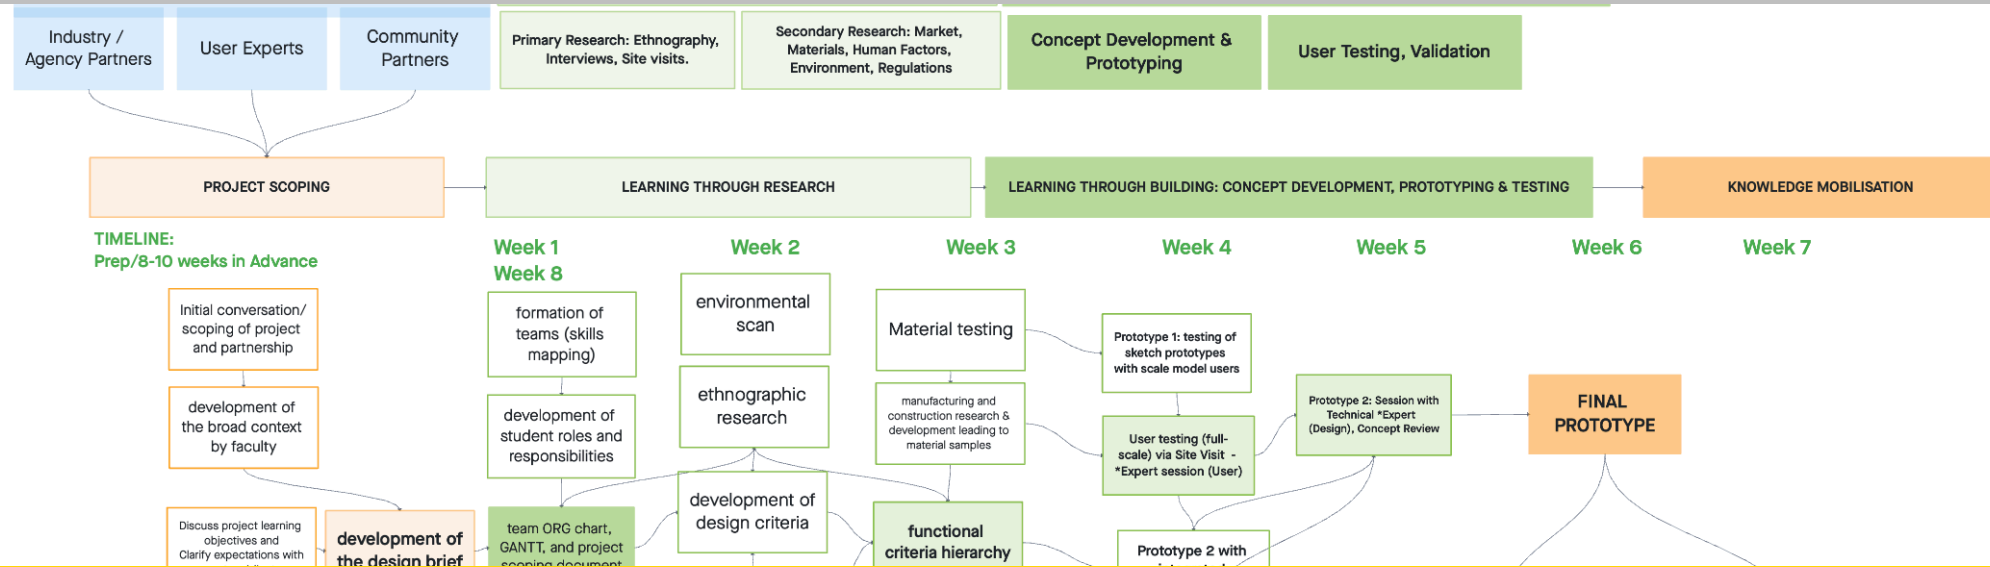 Industry /
Agency Partners
User Experts
Community
Partners
Primary Research: Ethnography,
Interviews, Site visits.
Secondary Research: Market,
Materials, Human Factors,
Environment, Regulations
Concept Development &
Prototyping
User Testing, Validation
PROJECT SCOPING
LEARNING THROUGH RESEARCH
LEARNING THROUGH BUILDING: CONCEPT DEVELOPMENT, PROTOTYPING & TESTING
KNOWLEDGE MOBILISATION
TIMELINE:
Prep/8-10 weeks in Advance
Week 1
Week 8
Week 2
Week 3
Week 4
Week 5
Week 6
Week 7
Initial conversation/
scoping of project
and partnership
development of
the broad context
by faculty
Discuss project learning
objectives and
Clarify expectations with
development of
the design brief
formation of
teams (skills
mapping)
development of
student roles and
responsibilities
team ORG chart,
GANTT, and project
scoping document
environmental
scan
ethnographic
research
development of
design criteria
Material testing
manufacturing and
construction research &
development leading to
material samples
functional
criteria hierarchy
Prototype 1: testing of
sketch prototypes
with scale model users
User testing (full-
scale) via Site Visit -
*Expert session (User)
Prototype 2 with
Prototype 2: Session with
Technical *Expert
(Design), Concept Review
FINAL
PROTOTYPE